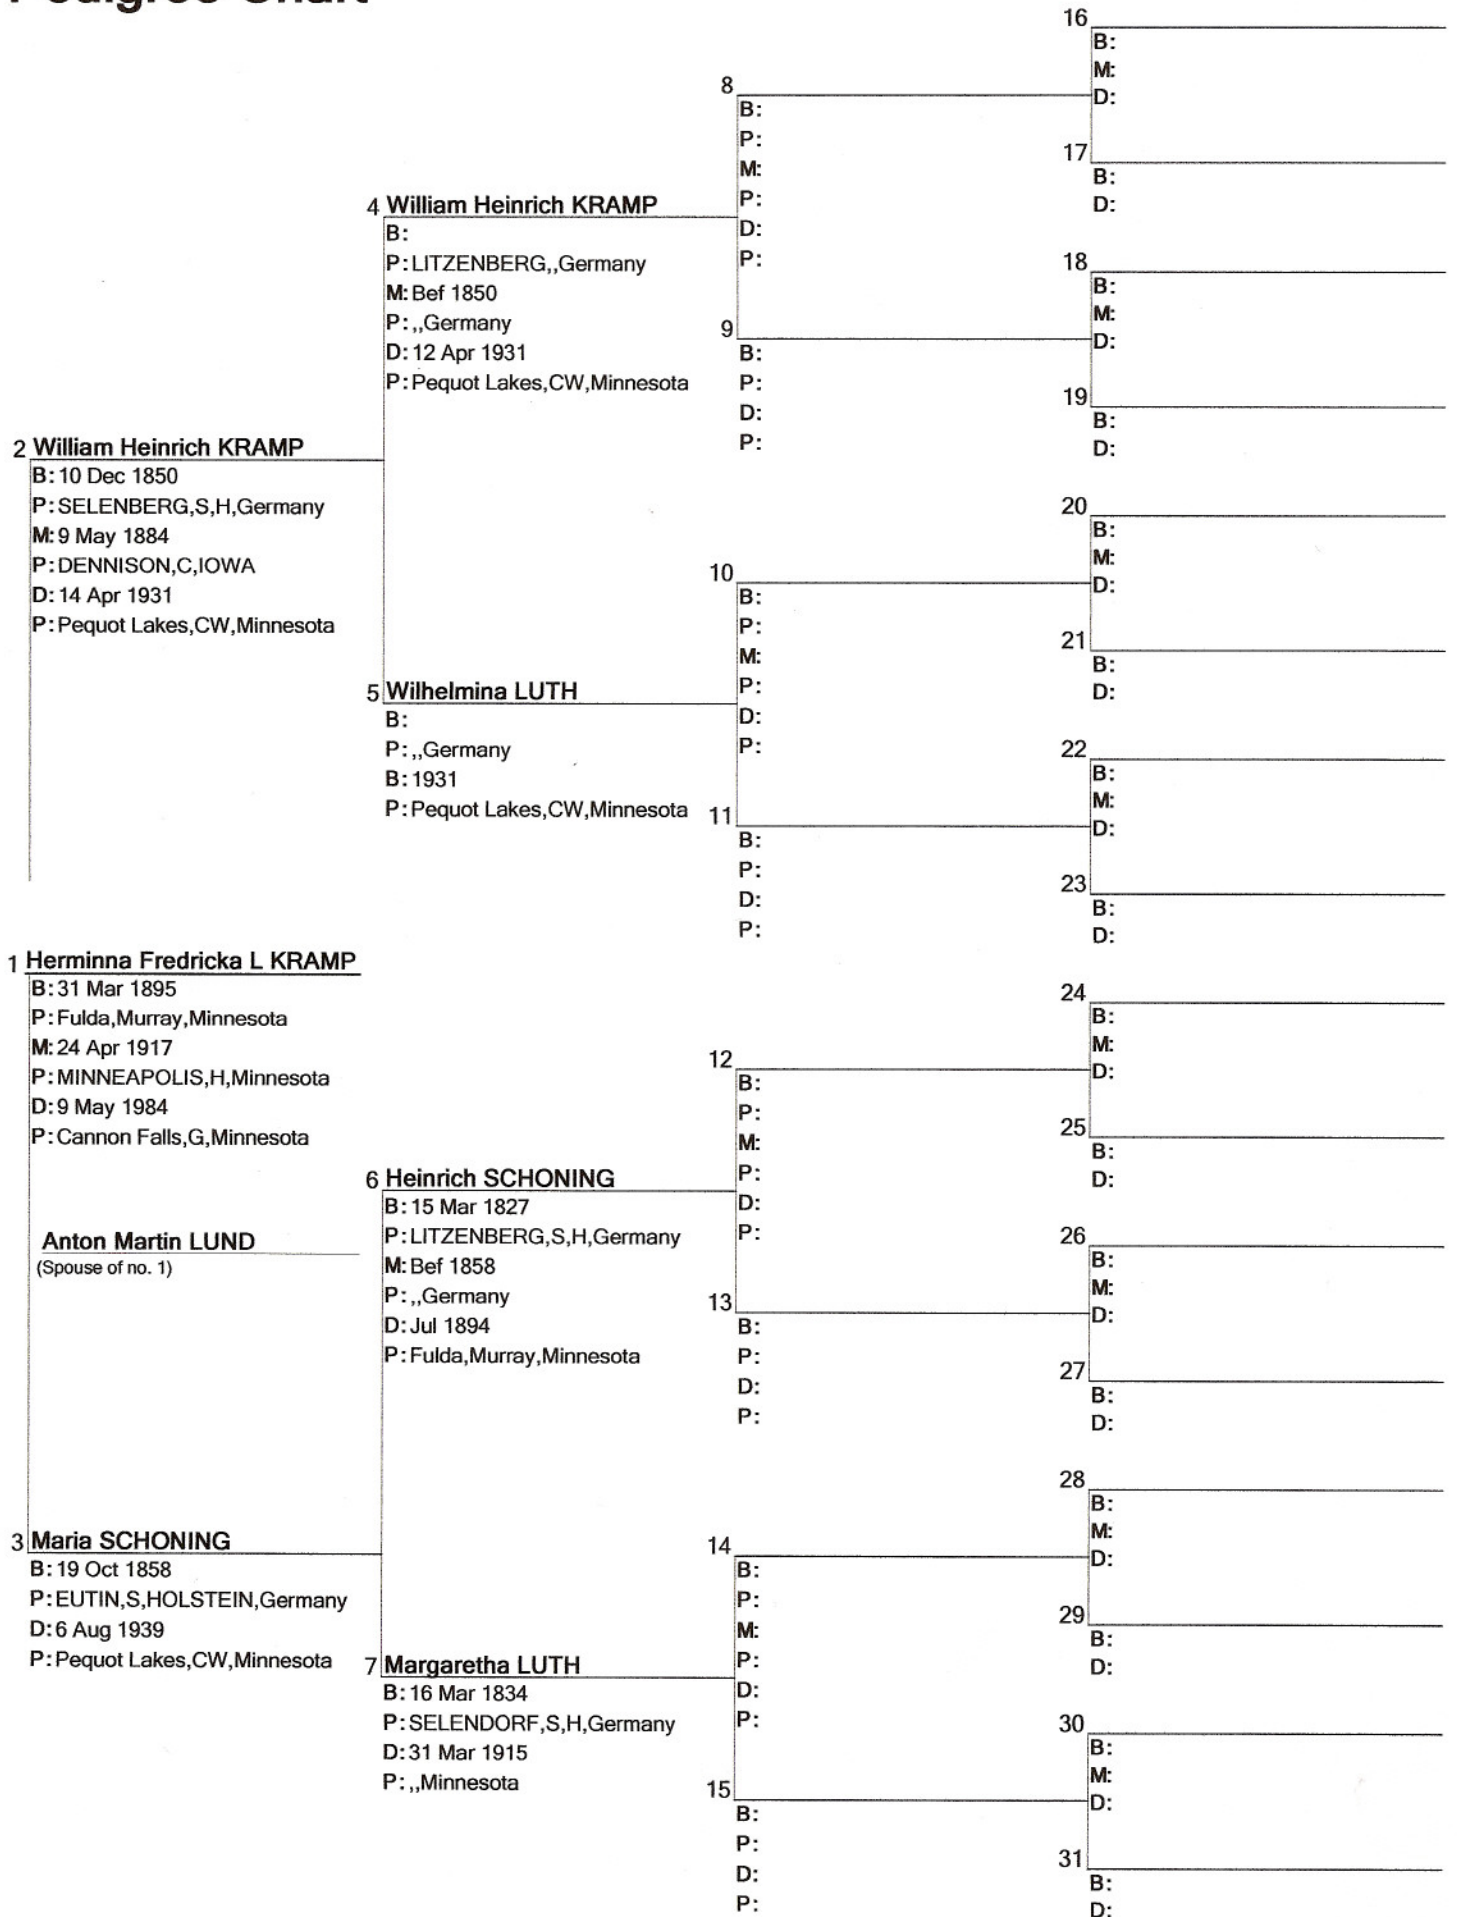 Pedigree Chart
2 William Heinrich KRAMP
B: 10 Dec 1850
P: SELENBERG,S,H,Germany
M: 9 May 1884
P: DENNISON,C,IOWA
D: 14 Apr 1931
P: Pequot Lakes,CW,Minnesota
1 Herminna Fredricka L KRAMP
B: 31 Mar 1895
P: Fulda,Murray,Minnesota
M: 24 Apr 1917
P: MINNEAPOLIS,H,Minnesota
D: 9 May 1984
P: Cannon Falls,G,Minnesota
Anton Martin LUND
(Spouse of no. 1)
3 Maria SCHONING
B: 19 Oct 1858
P: EUTIN,S,HOLSTEIN,Germany
D: 6 Aug 1939
P: Pequot Lakes,CW,Minnesota
4 William Heinrich KRAMP
B:
P: LITZENBERG,,Germany
M: Bef 1850
P: ,,Germany
D: 12 Apr 1931
P: Pequot Lakes,CW,Minnesota
5 Wilhelmina LUTH
B:
P: ,,Germany
B: 1931
P: Pequot Lakes,CW,Minnesota
6 Heinrich SCHONING
B: 15 Mar 1827
P: LITZENBERG,S,H,Germany
M: Bef 1858
P: ,,Germany
D: Jul 1894
P: Fulda,Murray,Minnesota
7 Margaretha LUTH
B: 16 Mar 1834
P: SELENDORF,S,H,Germany
D: 31 Mar 1915
P: ,,Minnesota
8
B:
P:
M:
P:
D:
P:
9
B:
P:
D:
P:
10
B:
P:
M:
P:
D:
P:
11
B:
P:
D:
P:
12
B:
P:
M:
P:
D:
P:
13
B:
P:
D:
P:
14
B:
P:
M:
P:
D:
P:
15
B:
P:
D:
P:
16
B:
M:
D:
17
B:
D:
18
B:
M:
D:
19
B:
D:
20
B:
M:
D:
21
B:
D:
22
B:
M:
D:
23
B:
D:
24
B:
M:
D:
25
B:
D:
26
B:
M:
D:
27
B:
D:
28
B:
M:
D:
29
B:
D:
30
B:
M:
D:
31
B:
D: